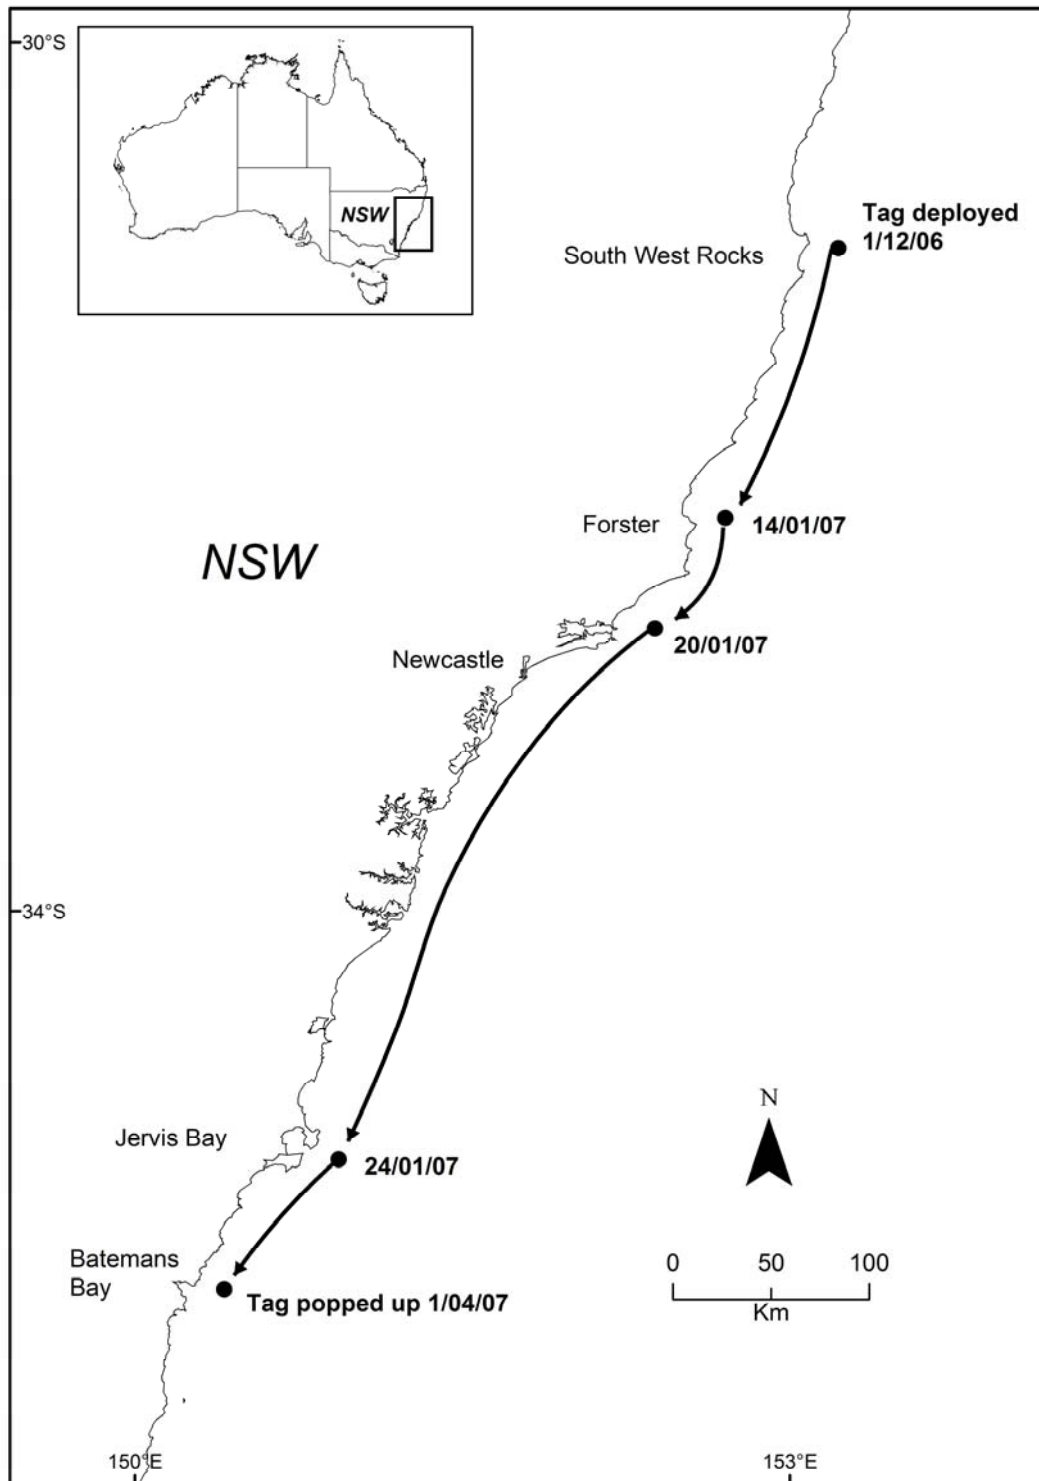 30°S
NSW
Tag deployed
1/12/06
South West Rocks
Forster
14/01/07
NSW
20/01/07
Newcastle
34°S
N
Jervis Bay
24/01/07
Batemans
Bay
0 50 100
Km
Tag popped up 1/04/07
150°E
153°E